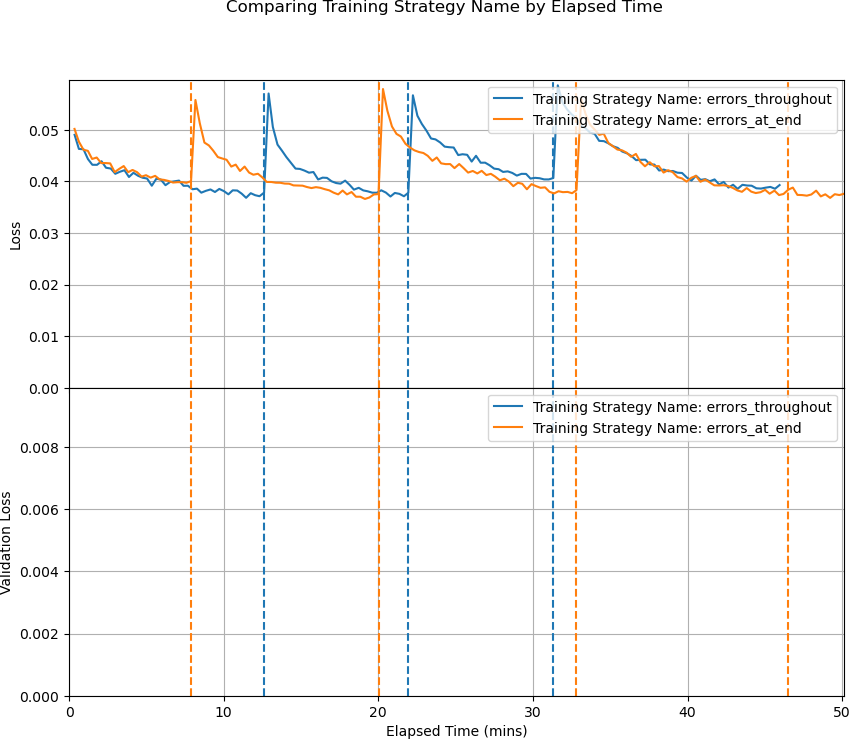 Comparing Training Strategy Name by Elapsed Time
Training Strategy Name: errors_throughout
Training Strategy Name: errors_at_end
0.05
0.04
0.03
0.02
0.01
0.00
Loss
Training Strategy Name: errors_throughout
Training Strategy Name: errors_at_end
0.008
0.006
0.004
0.002
0.000
Validation Loss
0 10 20 30 40 50
Elapsed Time (mins)